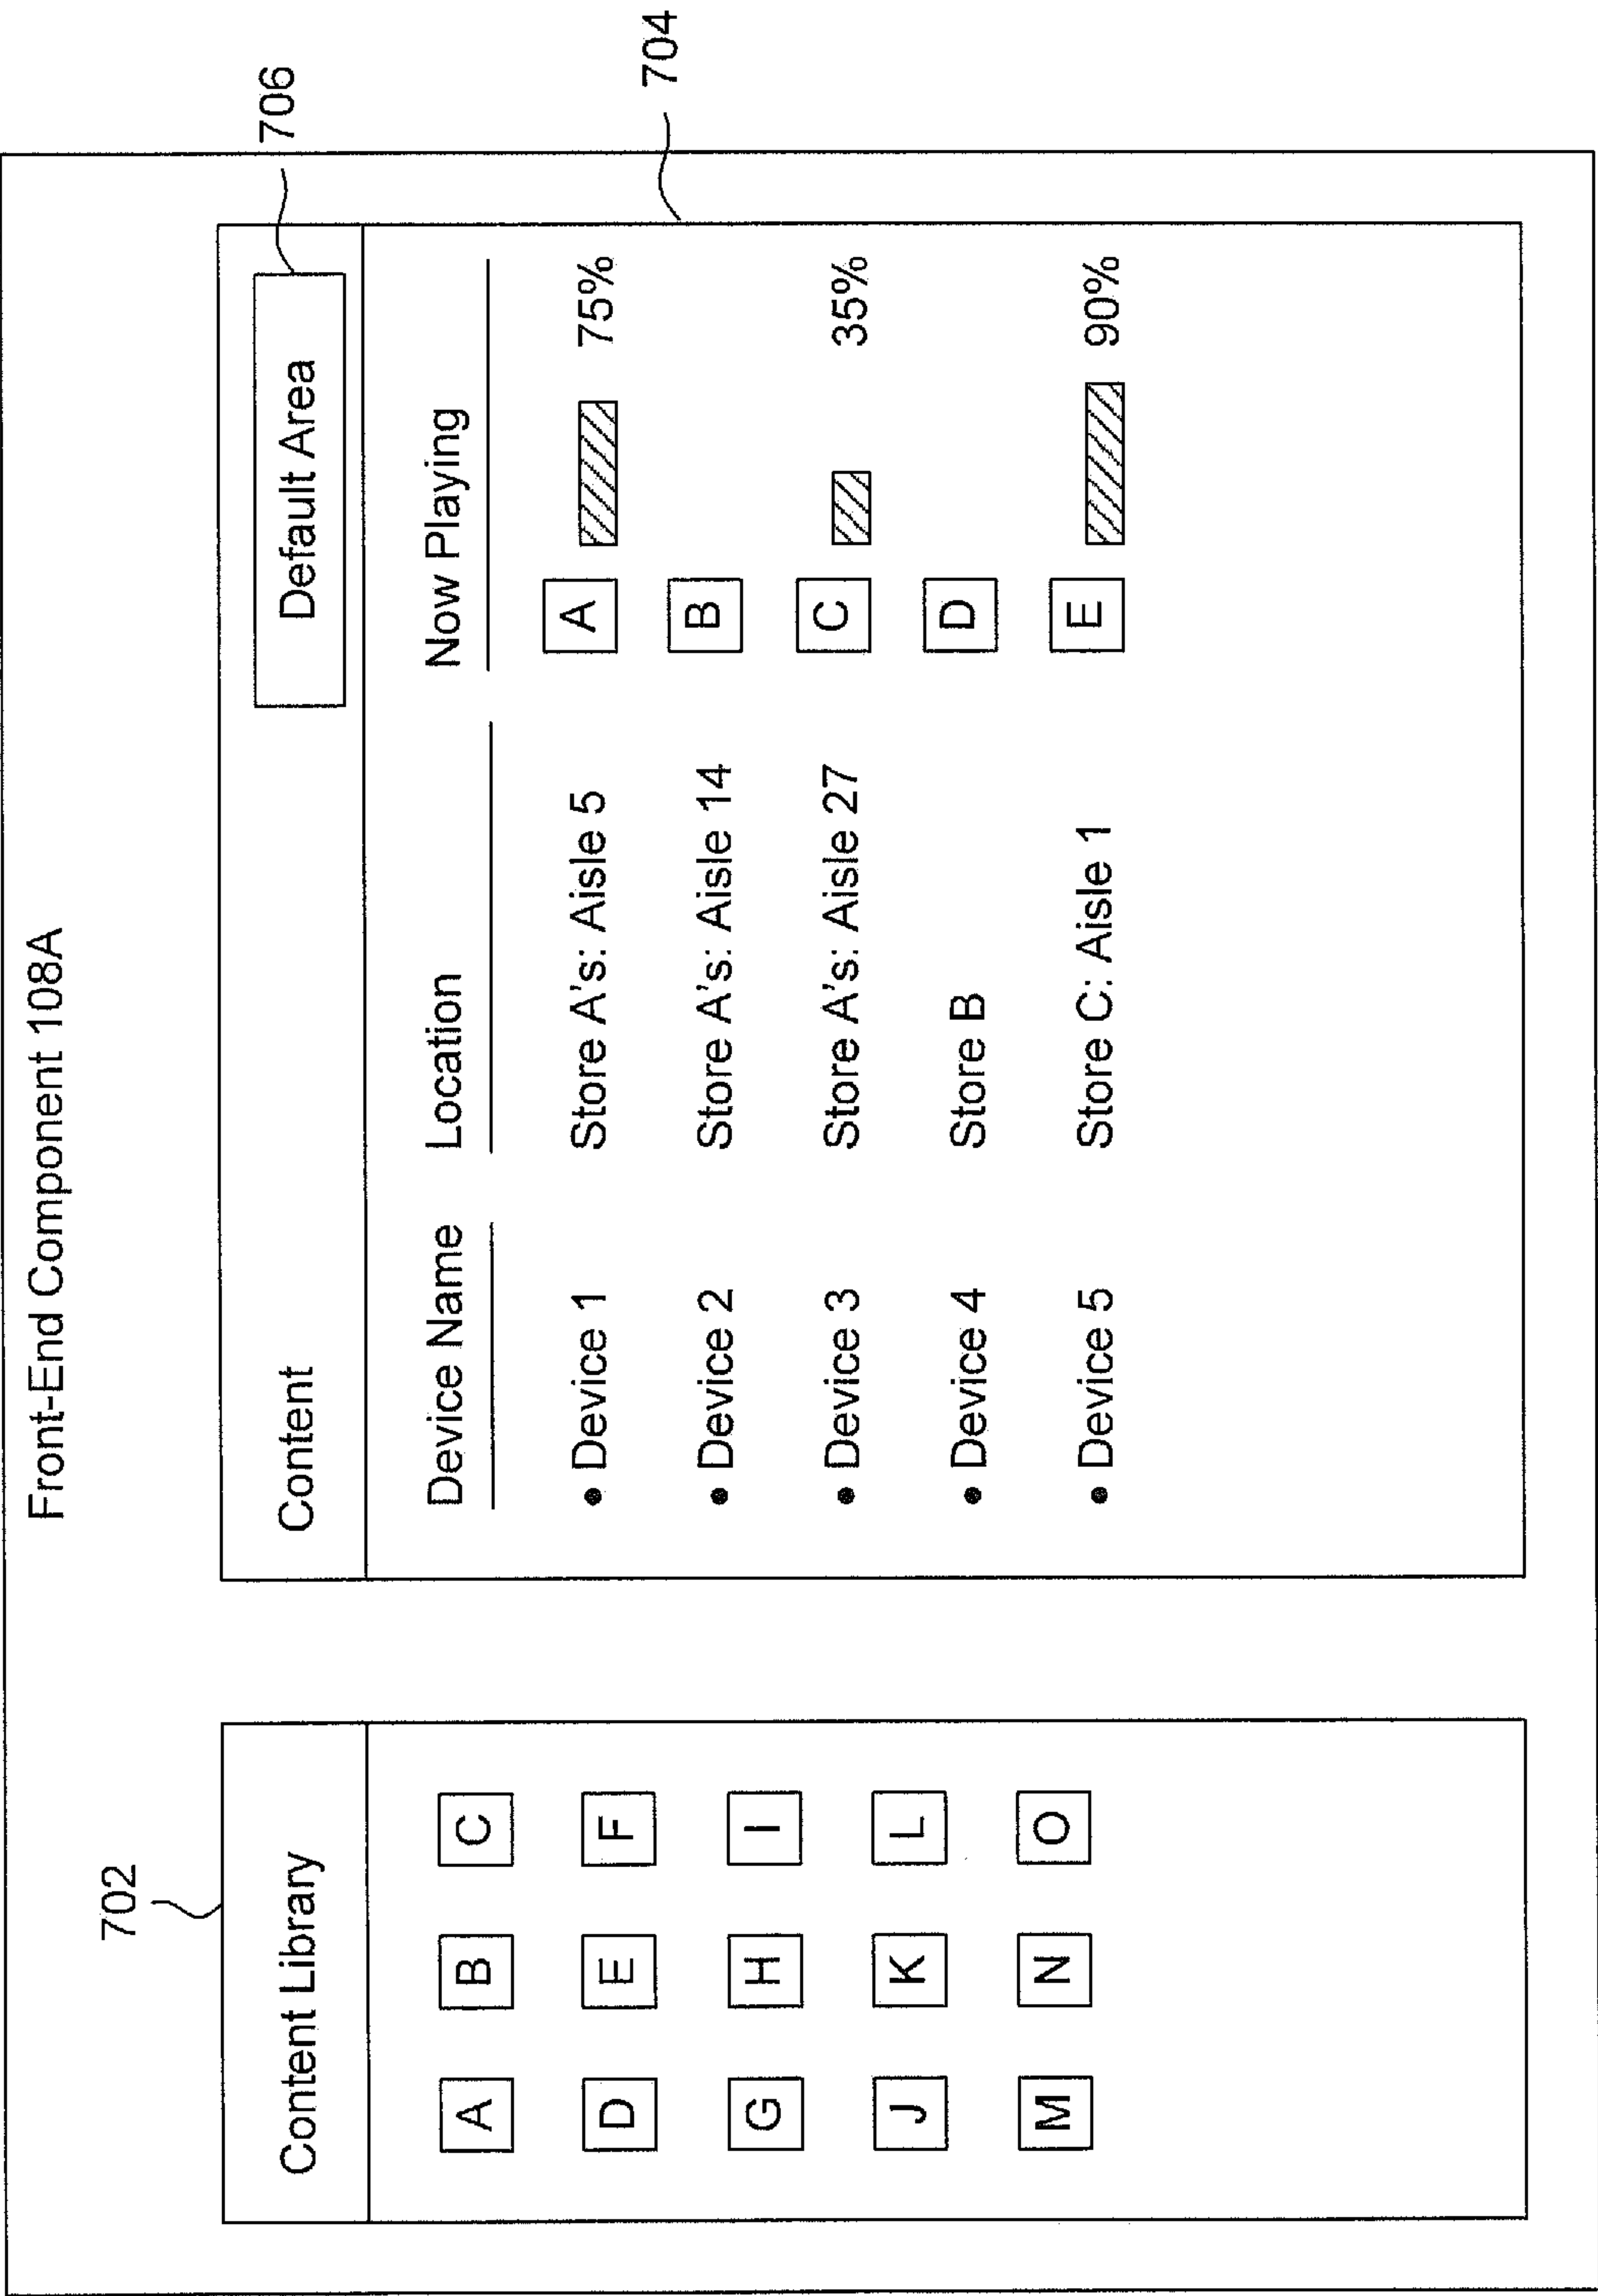 Front-End Component 108A
702
Content Library
A B C
D E F
G H I
J K L
M N O
706
704
Content
Default Area
Device Name Location Now Playing
• Device 1 Store A's: Aisle 5 A 75%
• Device 2 Store A's: Aisle 14 B
• Device 3 Store A's: Aisle 27 C 35%
• Device 4 Store B D
• Device 5 Store C: Aisle 1 E 90%